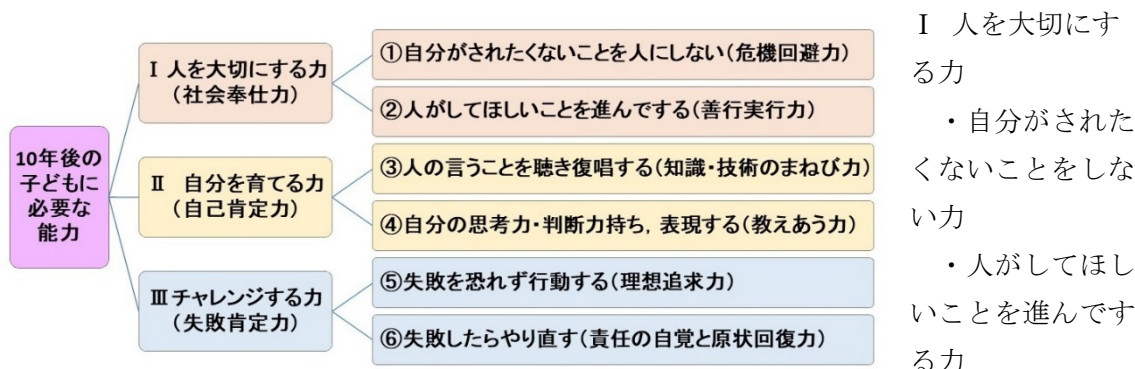 10年後の
子どもに
必要な
能力
Ⅰ 人を大切にする力
(社会奉仕力)
①自分がされたくないことを人にしない(危機回避力)
②人がしてほしいことを進んでする(善行実行力)
Ⅱ 自分を育てる力
(自己肯定力)
③人の言うことを聴き復唱する(知識・技術のまねび力)
④自分の思考力・判断力持ち,表現する(教えあう力)
Ⅲチャレンジする力
(失敗肯定力)
⑤失敗を恐れず行動する(理想追求力)
⑥失敗したらやり直す(責任の自覚と原状回復力)
Ⅰ 人を大切にす
る力
・自分がされた
くないことをしな
い力
・人がしてほし
いことを進んです
る力